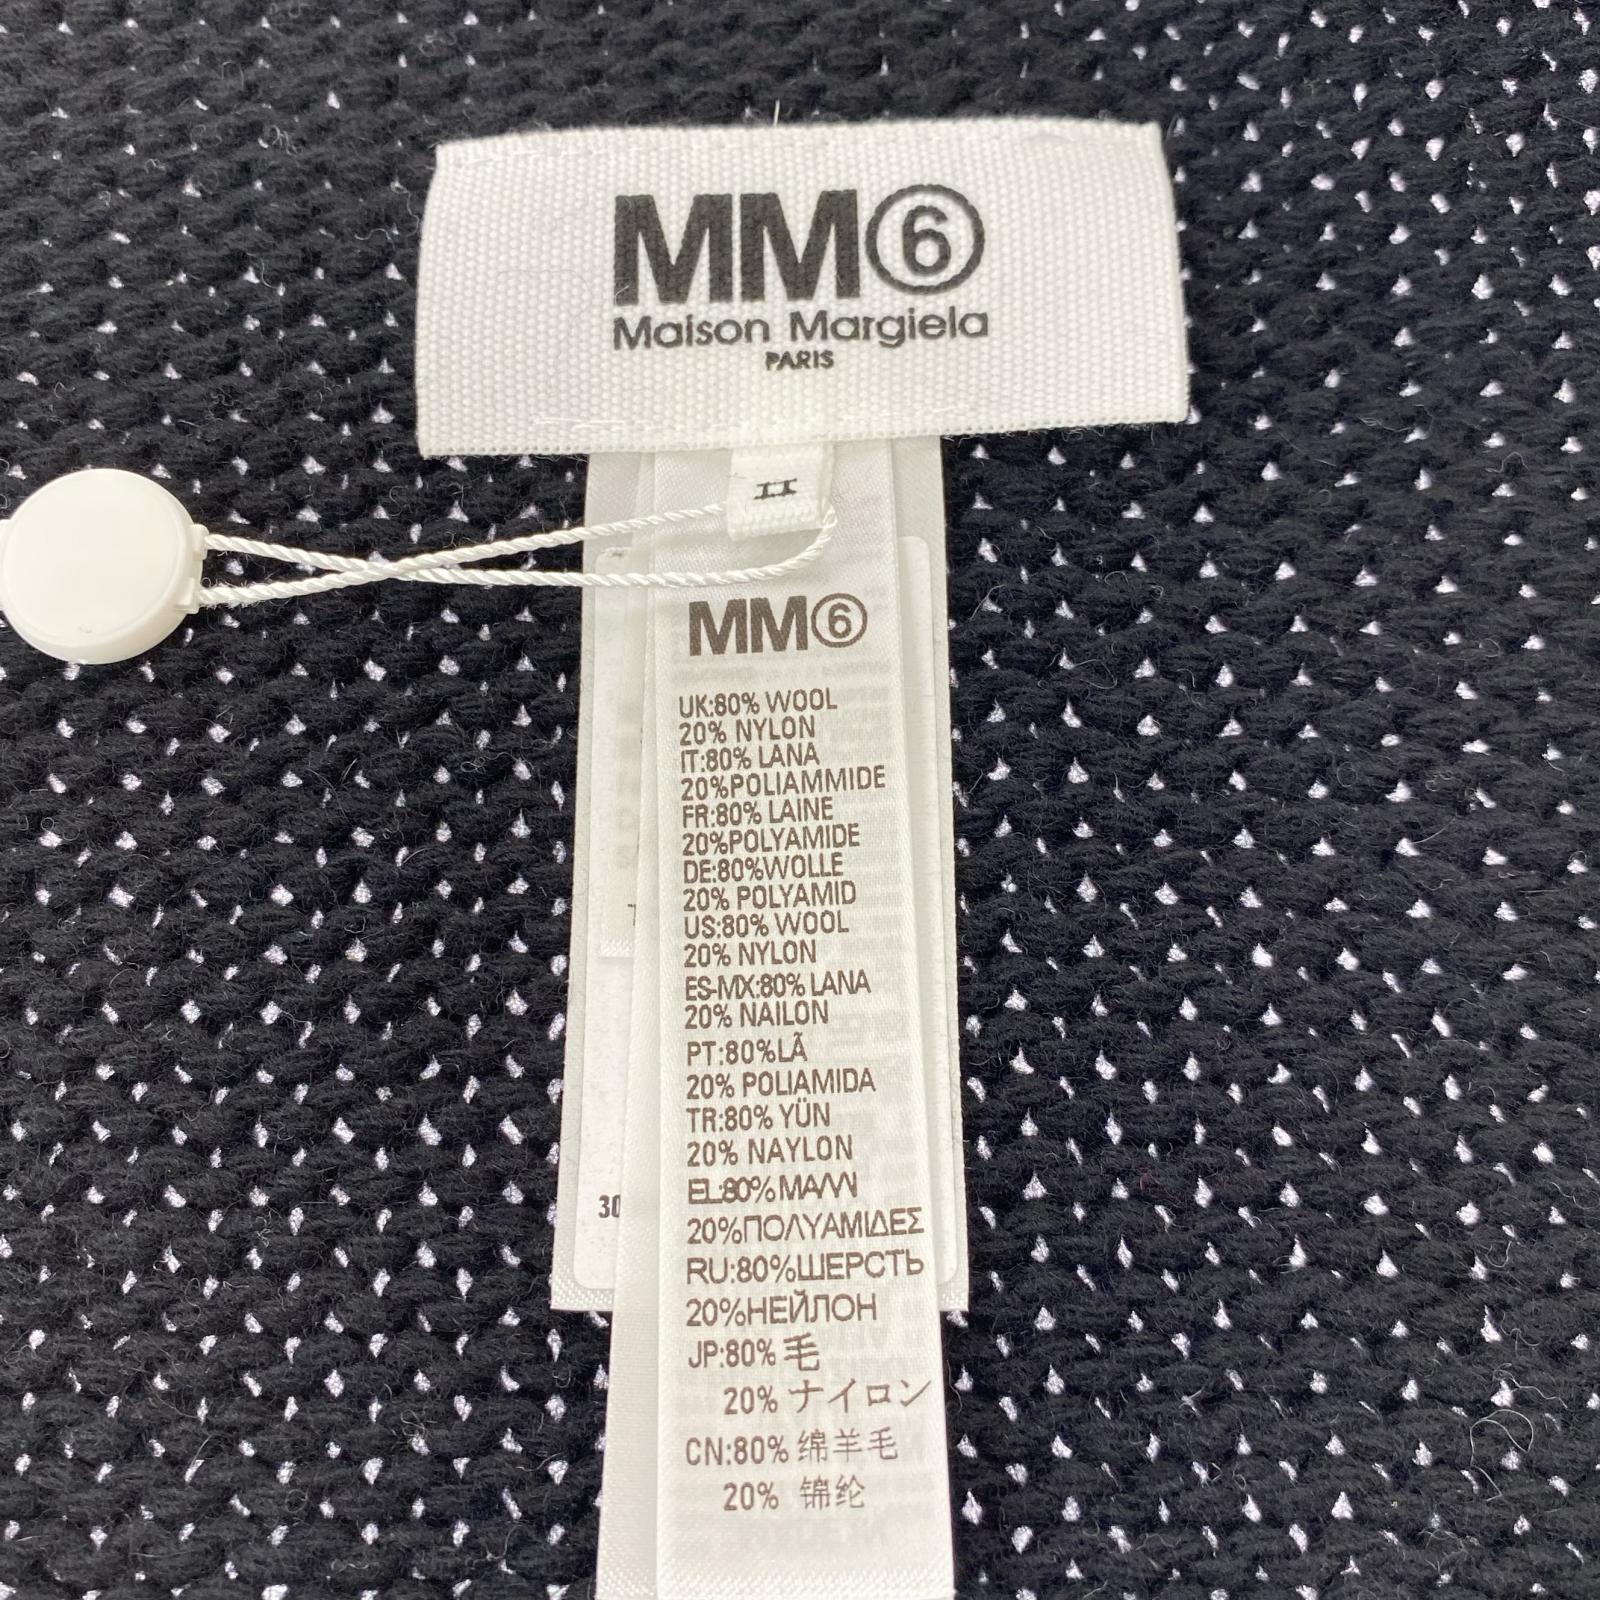 MM⑥
Maison Margiela
PARIS
II
MM⑥
UK:80% WOOL
20% NYLON
IT:80% LANA
20%POLIAMMIDE
FR:80% LAINE
20%POLYAMIDE
DE:80%WOLLE
20% POLYAMID
US:80% WOOL
20% NYLON
ES-MX:80% LANA
20% NAILON
PT:80%LÃ
20% POLIAMIDA
TR:80% YÜN
20% NAYLON
EL:80% ΜΑΛΛΙ
20%ΠΟΛΥΑΜΙΔΕΣ
RU:80%ШЕРСТЬ
20%НЕЙЛОН
30
JP:80% 毛
20% ナイロン
CN:80% 绵羊毛
20% 锦纶